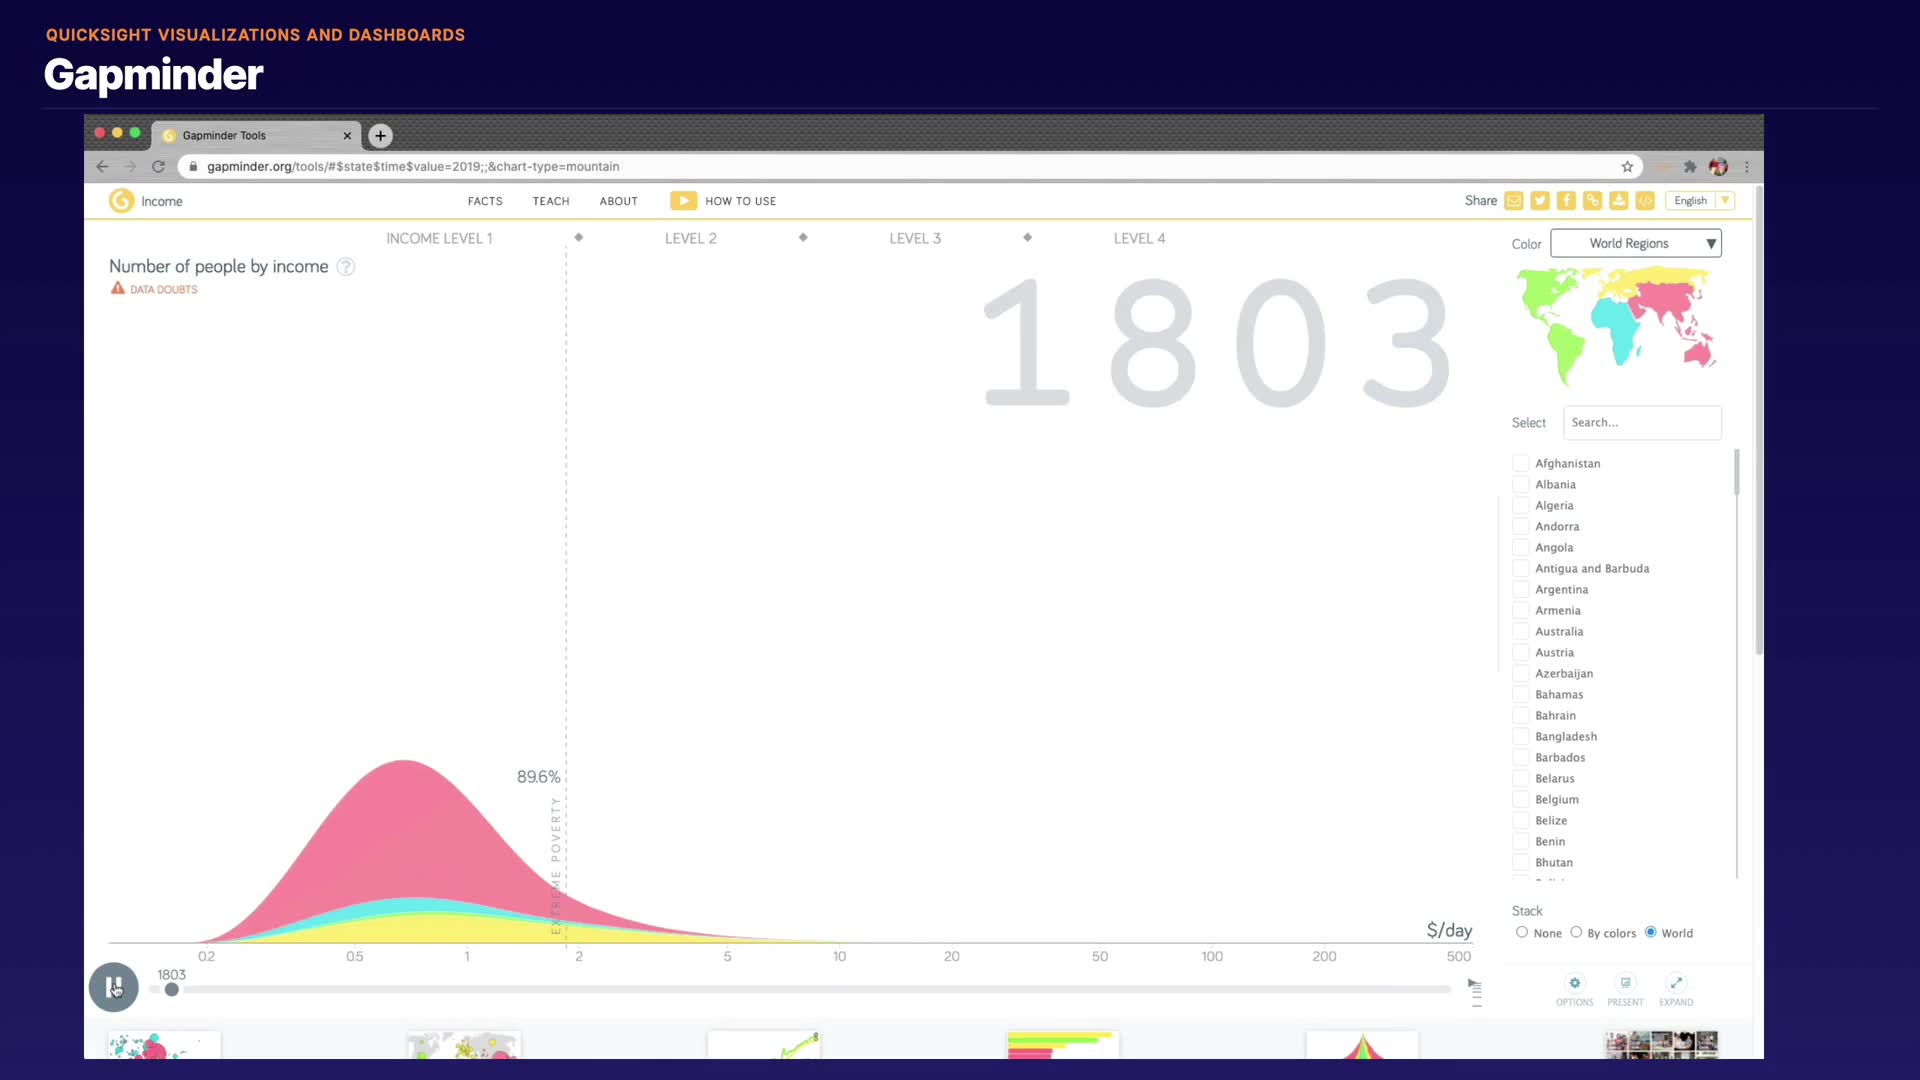 QUICKSIGHT VISUALIZATIONS AND DASHBOARDS
Gapminder
Gapminder Tools
gapminder.org/tools/#$state$time$value=2019;;&chart-type=mountain
Income
FACTS
TEACH
ABOUT
HOW TO USE
Share
English
INCOME LEVEL 1
LEVEL 2
LEVEL 3
LEVEL 4
Number of people by income ?
DATA DOUBTS
1803
Color
World Regions
Select
Search...
Afghanistan
Albania
Algeria
Andorra
Angola
Antigua and Barbuda
Argentina
Armenia
Australia
Austria
Azerbaijan
Bahamas
Bahrain
Bangladesh
Barbados
Belarus
Belgium
Belize
Benin
Bhutan
89.6%
EXTREME POVERTY
$/day
0.2
0.5
1
2
5
10
20
50
100
200
500
1803
Stack
None
By colors
World
OPTIONS
PRESENT
EXPAND